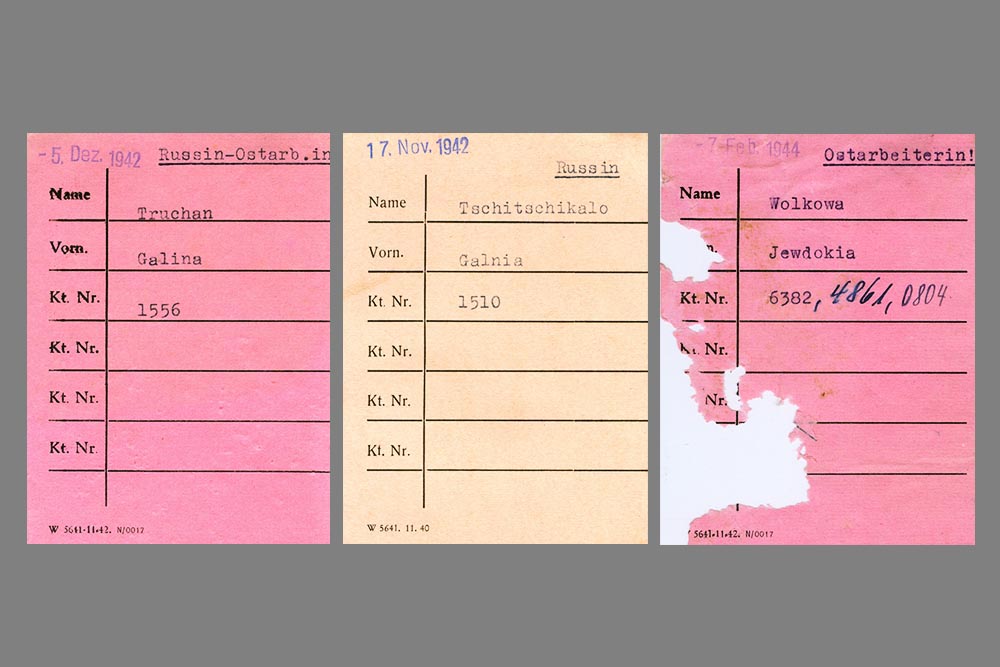 - 5. Dez. 1942 Russin-Ostarb.in
Name Truchan
Vorn. Galina
Kt. Nr. 1556
Kt. Nr.
Kt. Nr.
Kt. Nr.
W 5641·11·42. N/0017
17. Nov. 1942
Russin
Name Tschitschikalo
Vorn. Galnia
Kt. Nr. 1510
Kt. Nr.
Kt. Nr.
Kt. Nr.
W 5641. 11. 40
- 7 Feb. 1944 Ostarbeiterin!
Name Wolkowa
n. Jewdokia
Kt. Nr. 6382, 4861, 0804
Kt. Nr.
Nr.
5641·11·42. N/0017